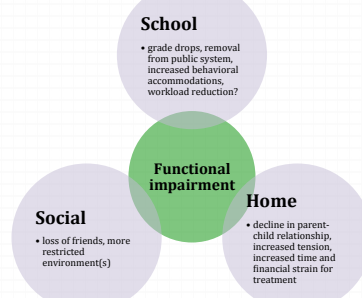 School
• grade drops, removal
from public system,
increased behavioral
accommodations,
workload reduction?
Functional
impairment
Social
• loss of friends, more
restricted
environment(s)
Home
• decline in parent-
child relationship,
increased tension,
increased time and
financial strain for
treatment